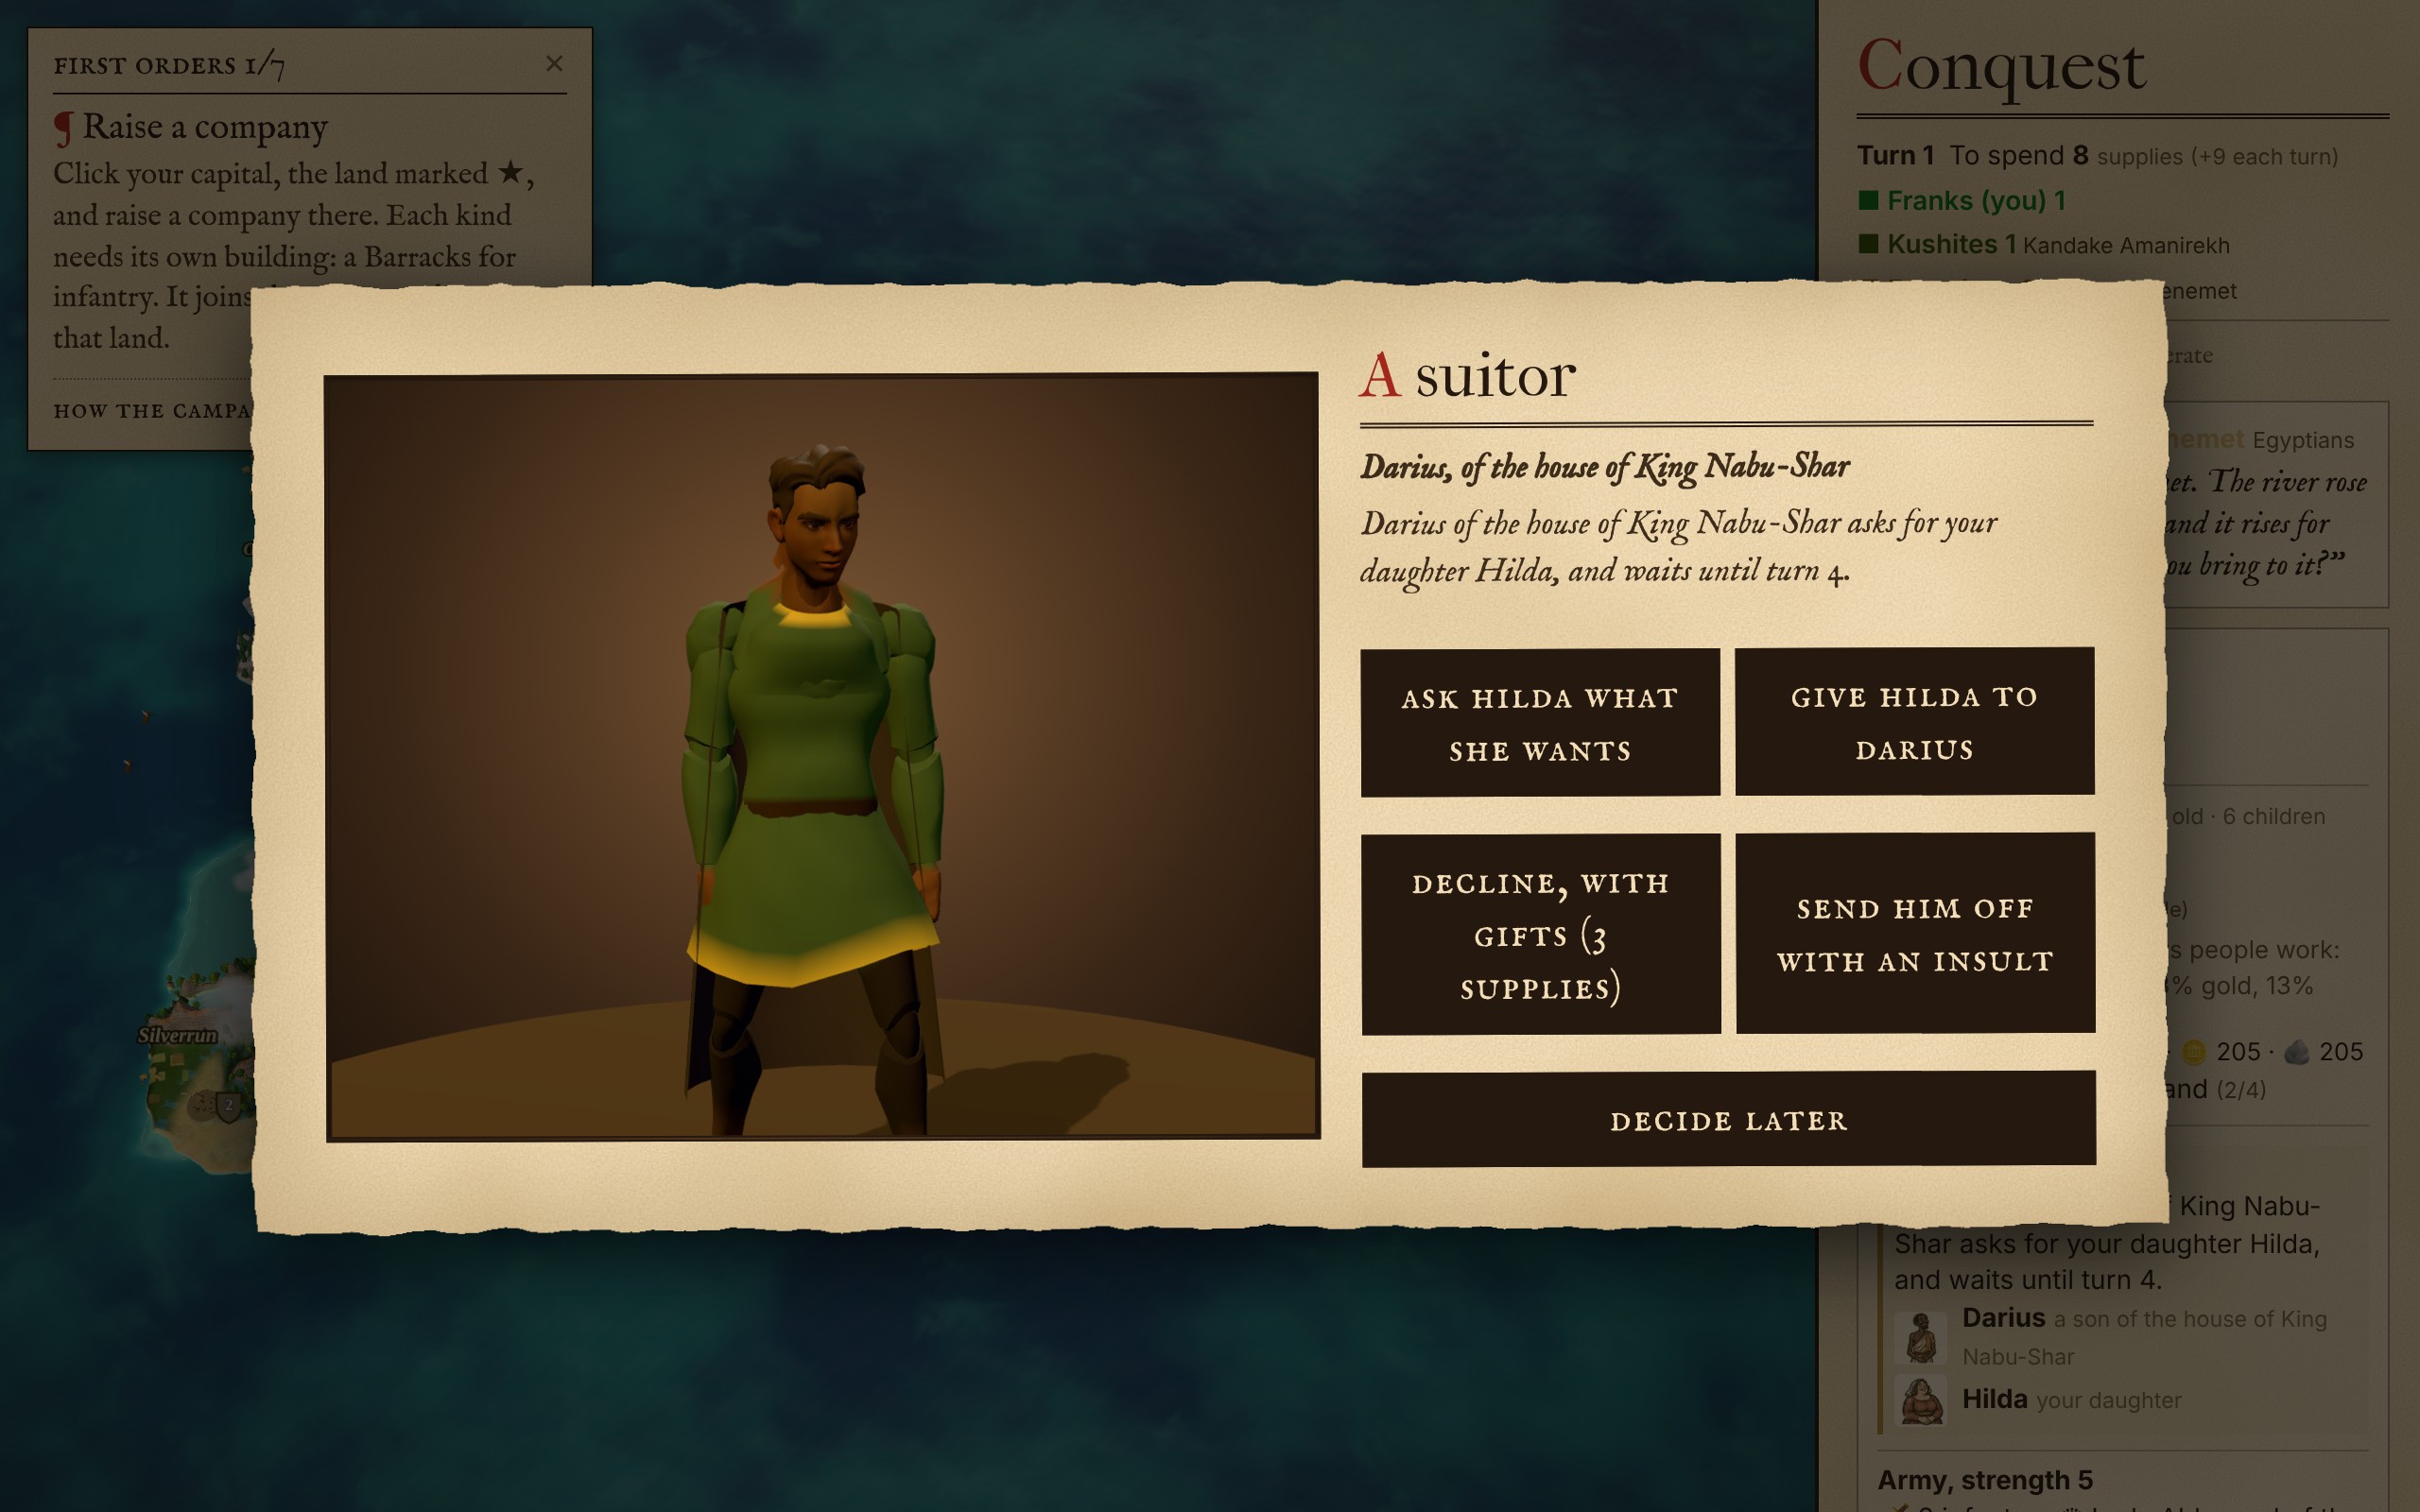 FIRST ORDERS 1/7 ×
¶ Raise a company
Click your capital, the land marked ★,
and raise a company there. Each kind
needs its own building: a Barracks for
infantry. It joins
that land.
HOW THE CAMPA
Conquest
Turn 1 To spend 8 supplies (+9 each turn)
Franks (you) 1
Kushites 1 Kandake Amanirekh
enemet
erate
nemet Egyptians
et. The river rose
and it rises for
ou bring to it?”
A suitor
Darius, of the house of King Nabu-Shar
Darius of the house of King Nabu-Shar asks for your
daughter Hilda, and waits until turn 4.
ASK HILDA WHAT
SHE WANTS
GIVE HILDA TO
DARIUS
DECLINE, WITH
GIFTS (3
SUPPLIES)
SEND HIM OFF
WITH AN INSULT
DECIDE LATER
Silverrun
2
old · 6 children
le)
s people work:
% gold, 13%
205 · 205
and (2/4)
King Nabu-
Shar asks for your daughter Hilda,
and waits until turn 4.
Darius a son of the house of King
Nabu-Shar
Hilda your daughter
Army, strength 5